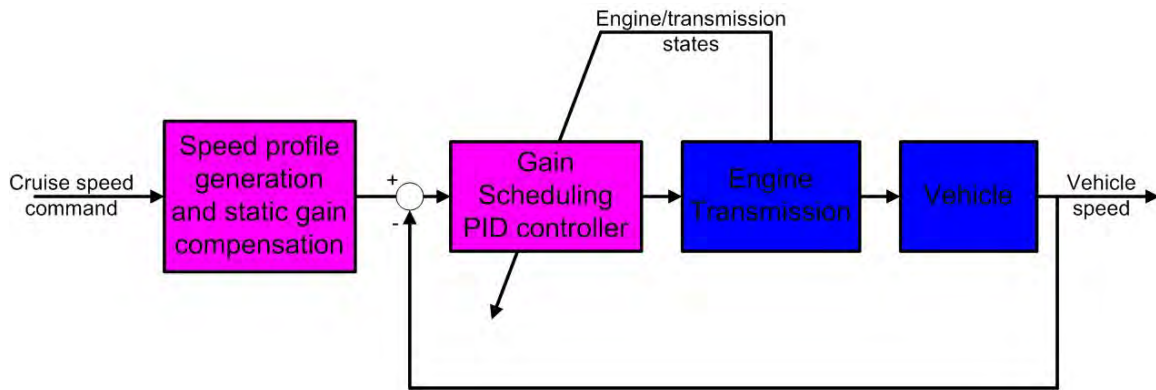 Engine/transmission
states
Speed profile
generation
and static gain
compensation
Cruise speed
command
+
-
Gain
Scheduling
PID controller
Engine
Transmission
Vehicle
Vehicle
speed